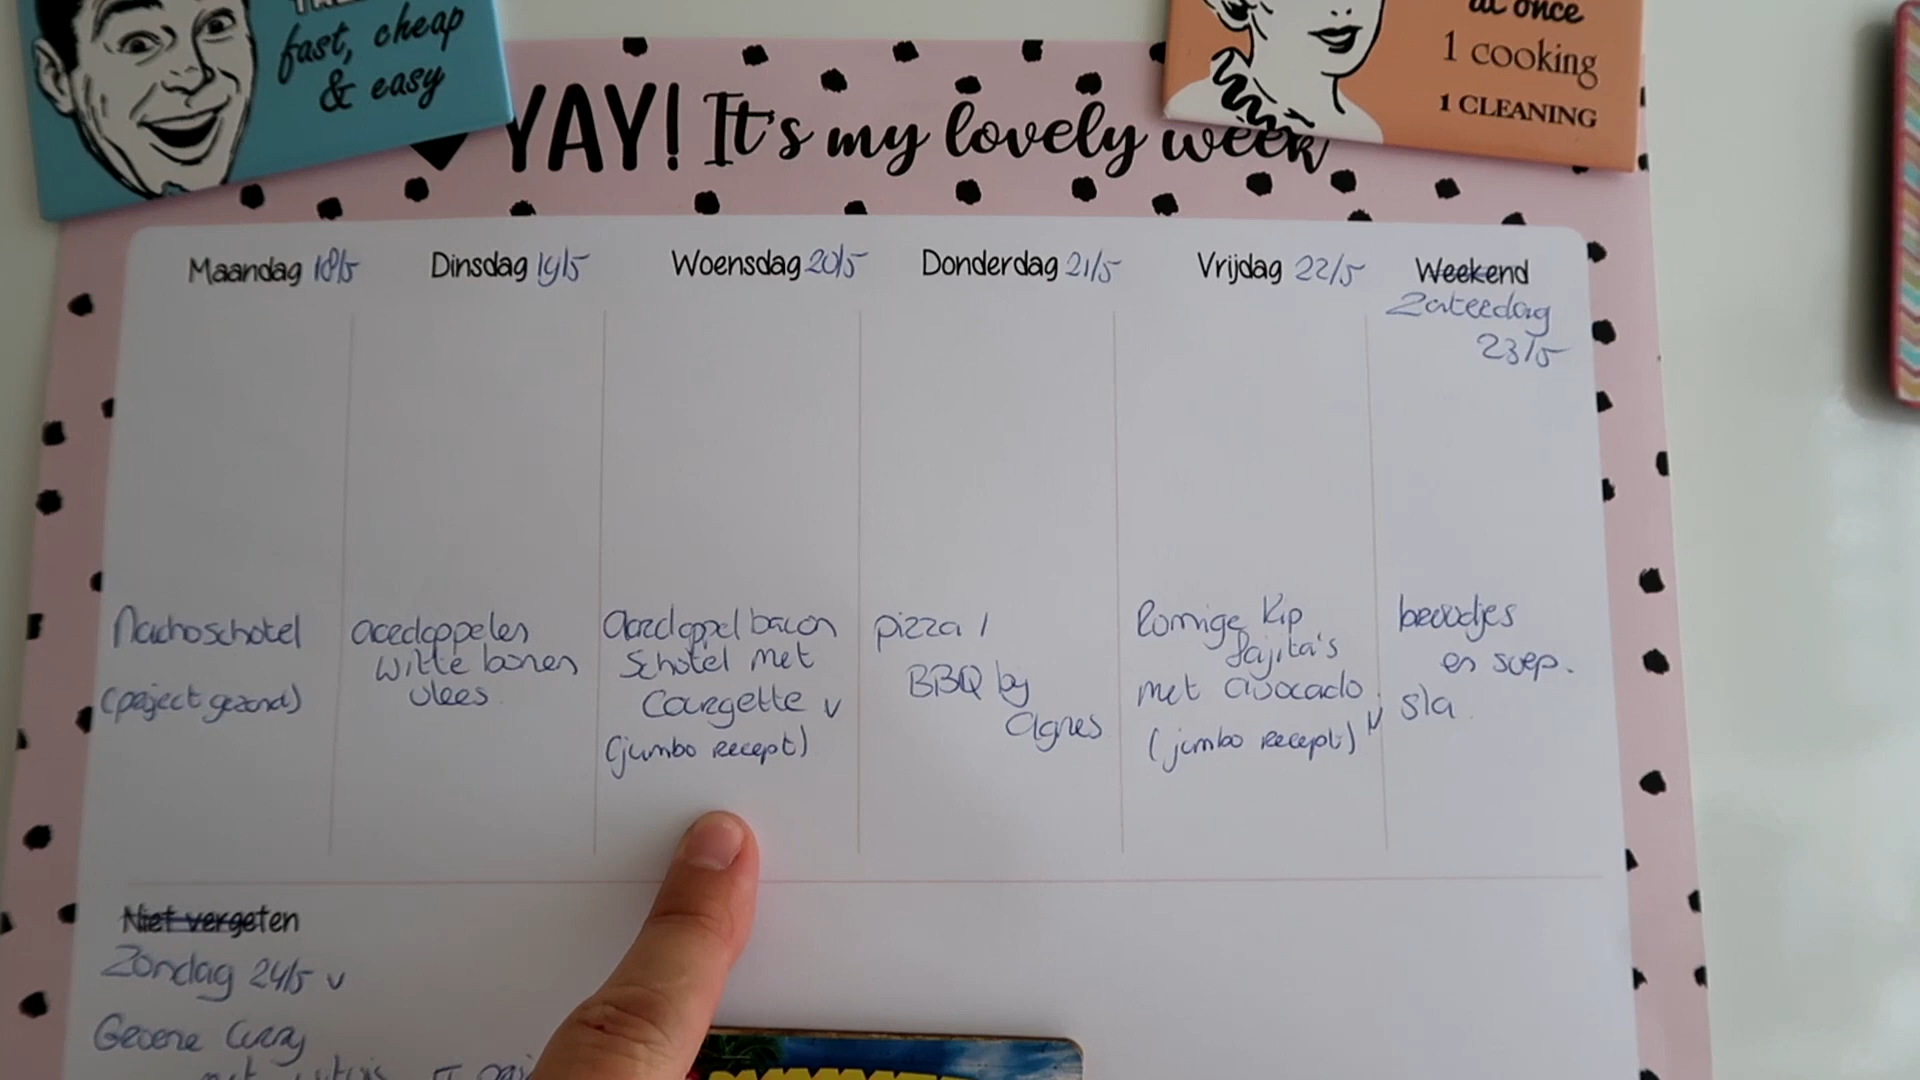 fast, cheap
& easy
at once
1 cooking
1 CLEANING
YAY! It's my lovely week
Maandag 18/5
Dinsdag 19/5
Woensdag 20/5
Donderdag 21/5
Vrijdag 22/5
Weekend
Zaterdag
23/5
Nachoschotel
(project gezond)
aardappelen
witte bonen
vlees
Aardappel bacon
schotel met
Courgette v
(jumbo recept)
pizza /
BBQ by
Agnes
Romige kip
fajita's
met avocado
(jumbo recept) v
broodjes
en soep.
sla
Niet vergeten
Zondag 24/5 v
Groene Curry